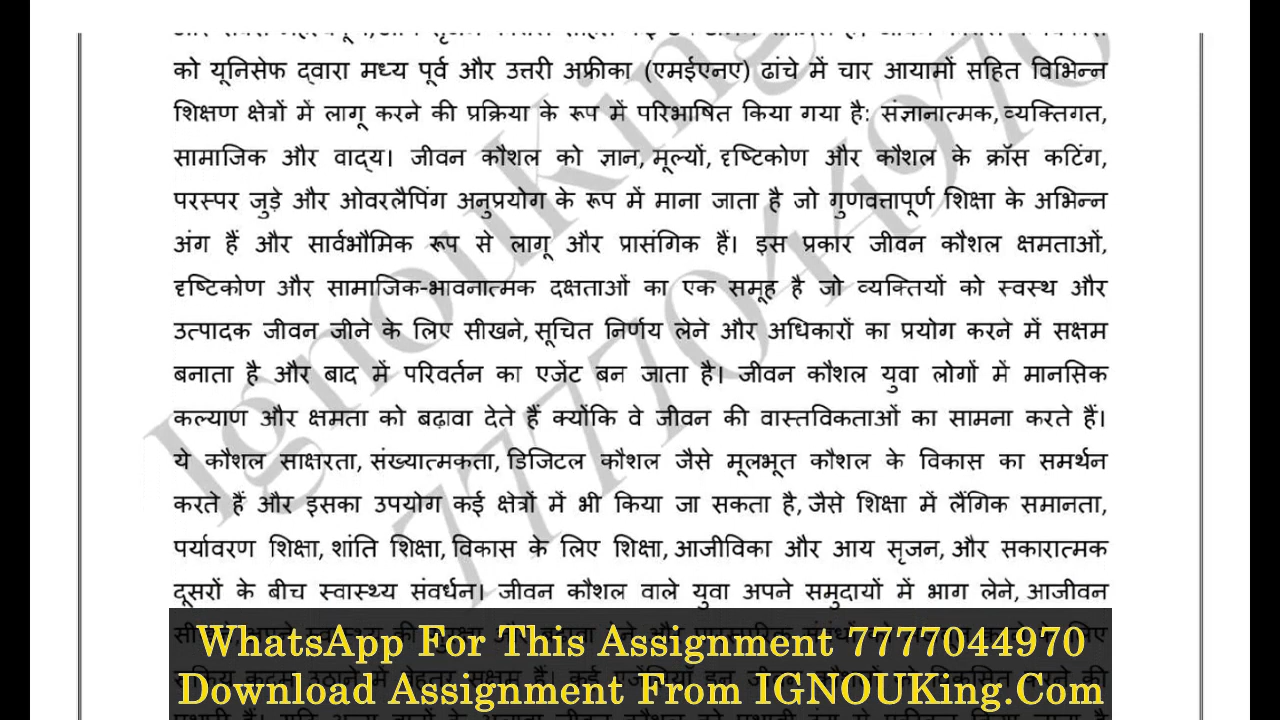 को यूनिसेफ द्वारा मध्य पूर्व और उत्तरी अफ्रीका (एमईएनए) ढांचे में चार आयामों सहित विभिन्न
शिक्षण क्षेत्रों में लागू करने की प्रक्रिया के रूप में परिभाषित किया गया है: संज्ञानात्मक, व्यक्तिगत,
सामाजिक और वाद्य। जीवन कौशल को ज्ञान, मूल्यों, दृष्टिकोण और कौशल के क्रॉस कटिंग,
परस्पर जुड़े और ओवरलैपिंग अनुप्रयोग के रूप में माना जाता है जो गुणवत्तापूर्ण शिक्षा के अभिन्न
अंग हैं और सार्वभौमिक रूप से लागू और प्रासंगिक हैं। इस प्रकार जीवन कौशल क्षमताओं,
दृष्टिकोण और सामाजिक-भावनात्मक दक्षताओं का एक समूह है जो व्यक्तियों को स्वस्थ और
उत्पादक जीवन जीने के लिए सीखने, सूचित निर्णय लेने और अधिकारों का प्रयोग करने में सक्षम
बनाता है और बाद में परिवर्तन का एजेंट बन जाता है। जीवन कौशल युवा लोगों में मानसिक
कल्याण और क्षमता को बढ़ावा देते हैं क्योंकि वे जीवन की वास्तविकताओं का सामना करते हैं।
ये कौशल साक्षरता, संख्यात्मकता, डिजिटल कौशल जैसे मूलभूत कौशल के विकास का समर्थन
करते हैं और इसका उपयोग कई क्षेत्रों में भी किया जा सकता है, जैसे शिक्षा में लैंगिक समानता,
पर्यावरण शिक्षा, शांति शिक्षा, विकास के लिए शिक्षा, आजीविका और आय सृजन, और सकारात्मक
दूसरों के बीच स्वास्थ्य संवर्धन। जीवन कौशल वाले युवा अपने समुदायों में भाग लेने, आजीवन
WhatsApp For This Assignment 7777044970
Download Assignment From IGNOUKing.Com
IgnouKing
7777044970